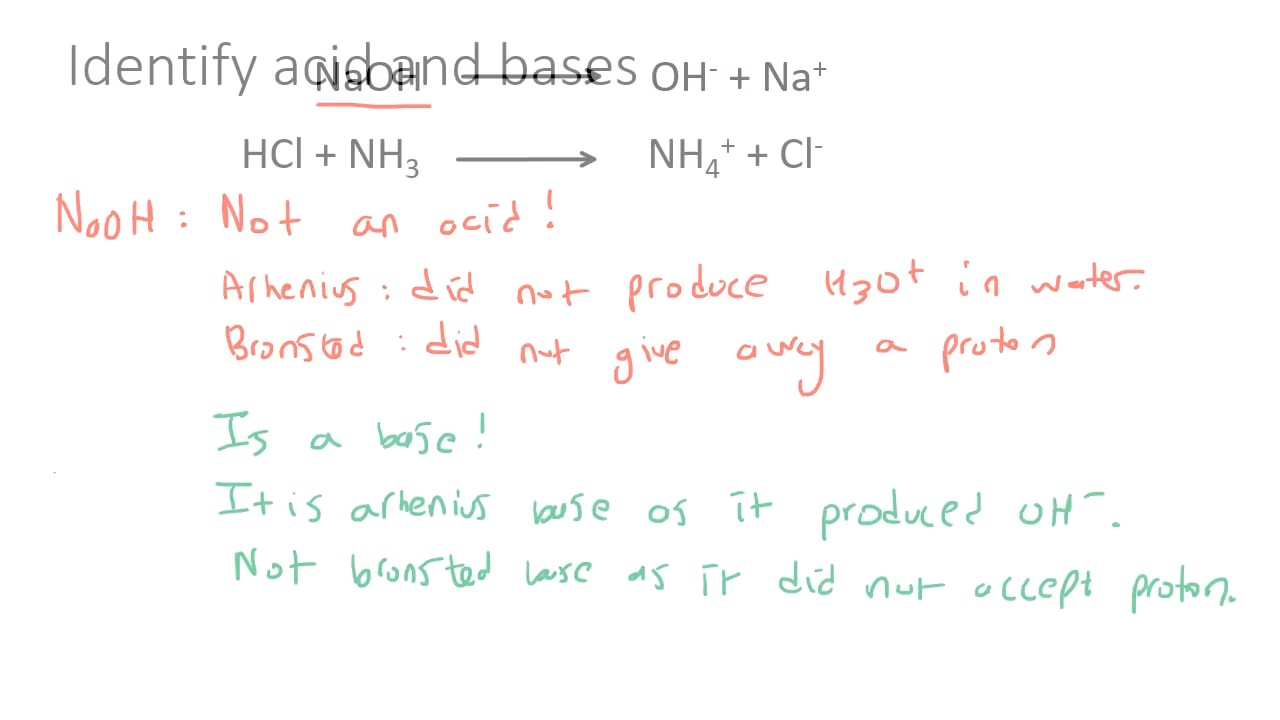 Identify acid and bases
NaOH ⟶ OH⁻ + Na⁺
HCl + NH₃ ⟶ NH₄⁺ + Cl⁻
NaOH : Not an acid!
Arhenius : did not produce H₃O⁺ in water.
Bronsted : did not give away a proton
Is a base!
It is arhenius base as it produced OH⁻.
Not bronsted base as it did not accept proton.